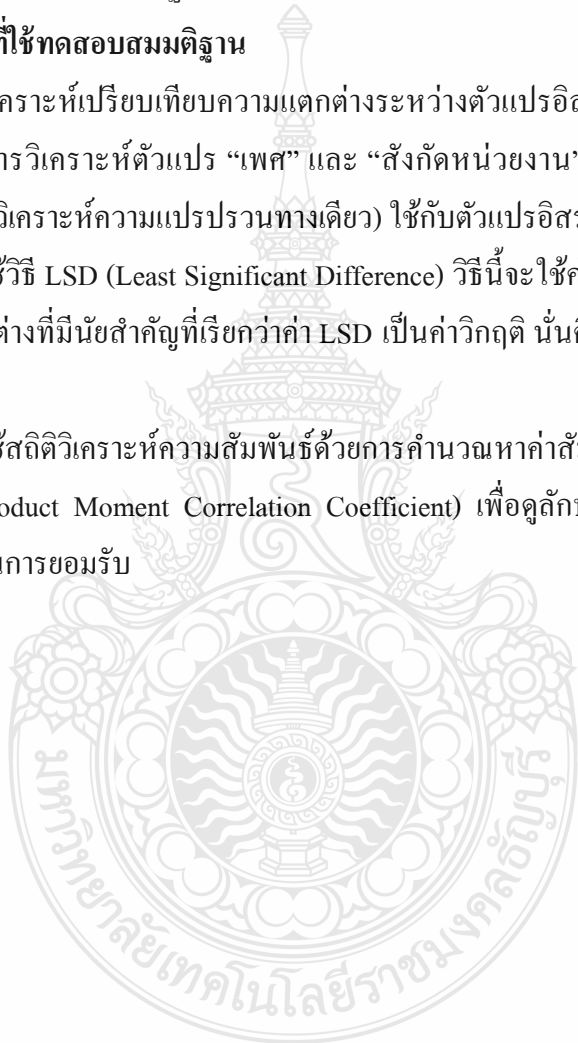 ที่ใช้ทดสอบสมมติฐาน
เคราะห์เปรียบเทียบความแตกต่างระหว่างตัวแปรอิส
ารวิเคราะห์ตัวแปร “เพศ” และ “สังกัดหน่วยงาน”
วิเคราะห์ความแปรปรวนทางเดียว) ใช้กับตัวแปรอิสร
ช้วิธี LSD (Least Significant Difference) วิธีนี้จะใช้ค
ต่างที่มีนัยสำคัญที่เรียกว่าค่า LSD เป็นค่าวิกฤติ นั่นคื
ช้สถิติวิเคราะห์ความสัมพันธ์ด้วยการคำนวณหาค่าสัม
oduct Moment Correlation Coefficient) เพื่อดูลักษ
นการยอมรับ
มหาวิทยาลัยเทคโนโลยีราชมงคลธัญบุรี